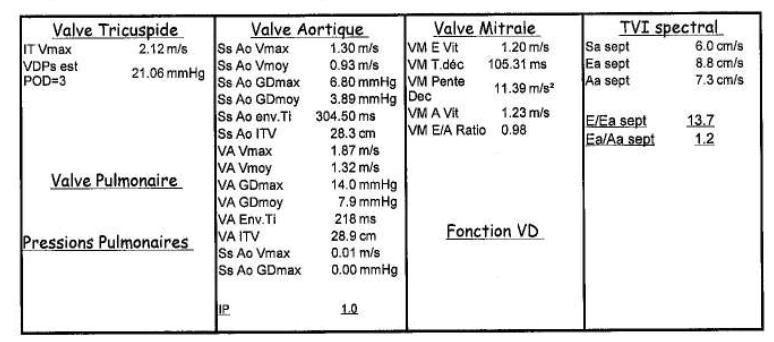 Valve Tricuspide
IT Vmax 2.12 m/s
VDPs est 21.06 mmHg
POD=3
Valve Pulmonaire
Pressions Pulmonaires
Valve Aortique
Ss Ao Vmax 1.30 m/s
Ss Ao Vmoy 0.93 m/s
Ss Ao GDmax 6.80 mmHg
Ss Ao GDmoy 3.89 mmHg
Ss Ao env.Ti 304.50 ms
Ss Ao ITV 28.3 cm
VA Vmax 1.87 m/s
VA Vmoy 1.32 m/s
VA GDmax 14.0 mmHg
VA GDmoy 7.9 mmHg
VA Env.Ti 218 ms
VA ITV 28.9 cm
Ss Ao Vmax 0.01 m/s
Ss Ao GDmax 0.00 mmHg
IP 1.0
Valve Mitrale
VM E Vit 1.20 m/s
VM T.déc 105.31 ms
VM Pente 11.39 m/s²
Dec
VM A Vit 1.23 m/s
VM E/A Ratio 0.98
Fonction VD
TVI spectral
Sa sept 6.0 cm/s
Ea sept 8.8 cm/s
Aa sept 7.3 cm/s
E/Ea sept 13.7
Ea/Aa sept 1.2